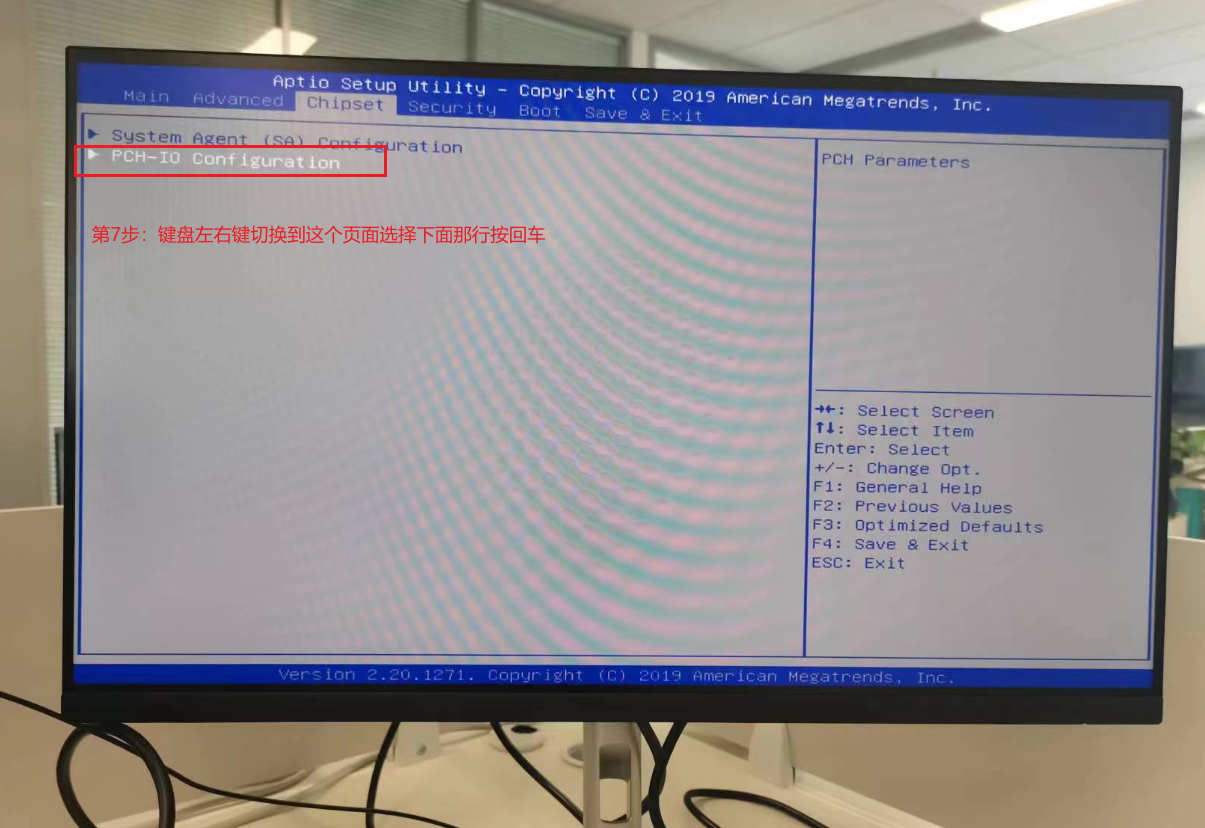 Aptio Setup Utility - Copyright (C) 2019 American Megatrends, Inc.
Main Advanced Chipset Security Boot Save & Exit
System Agent (SA) Configuration
PCH-IO Configuration
第7步：键盘左右键切换到这个页面选择下面那行按回车
PCH Parameters
→←: Select Screen
↑↓: Select Item
Enter: Select
+/-: Change Opt.
F1: General Help
F2: Previous Values
F3: Optimized Defaults
F4: Save & Exit
ESC: Exit
Version 2.20.1271. Copyright (C) 2019 American Megatrends, Inc.